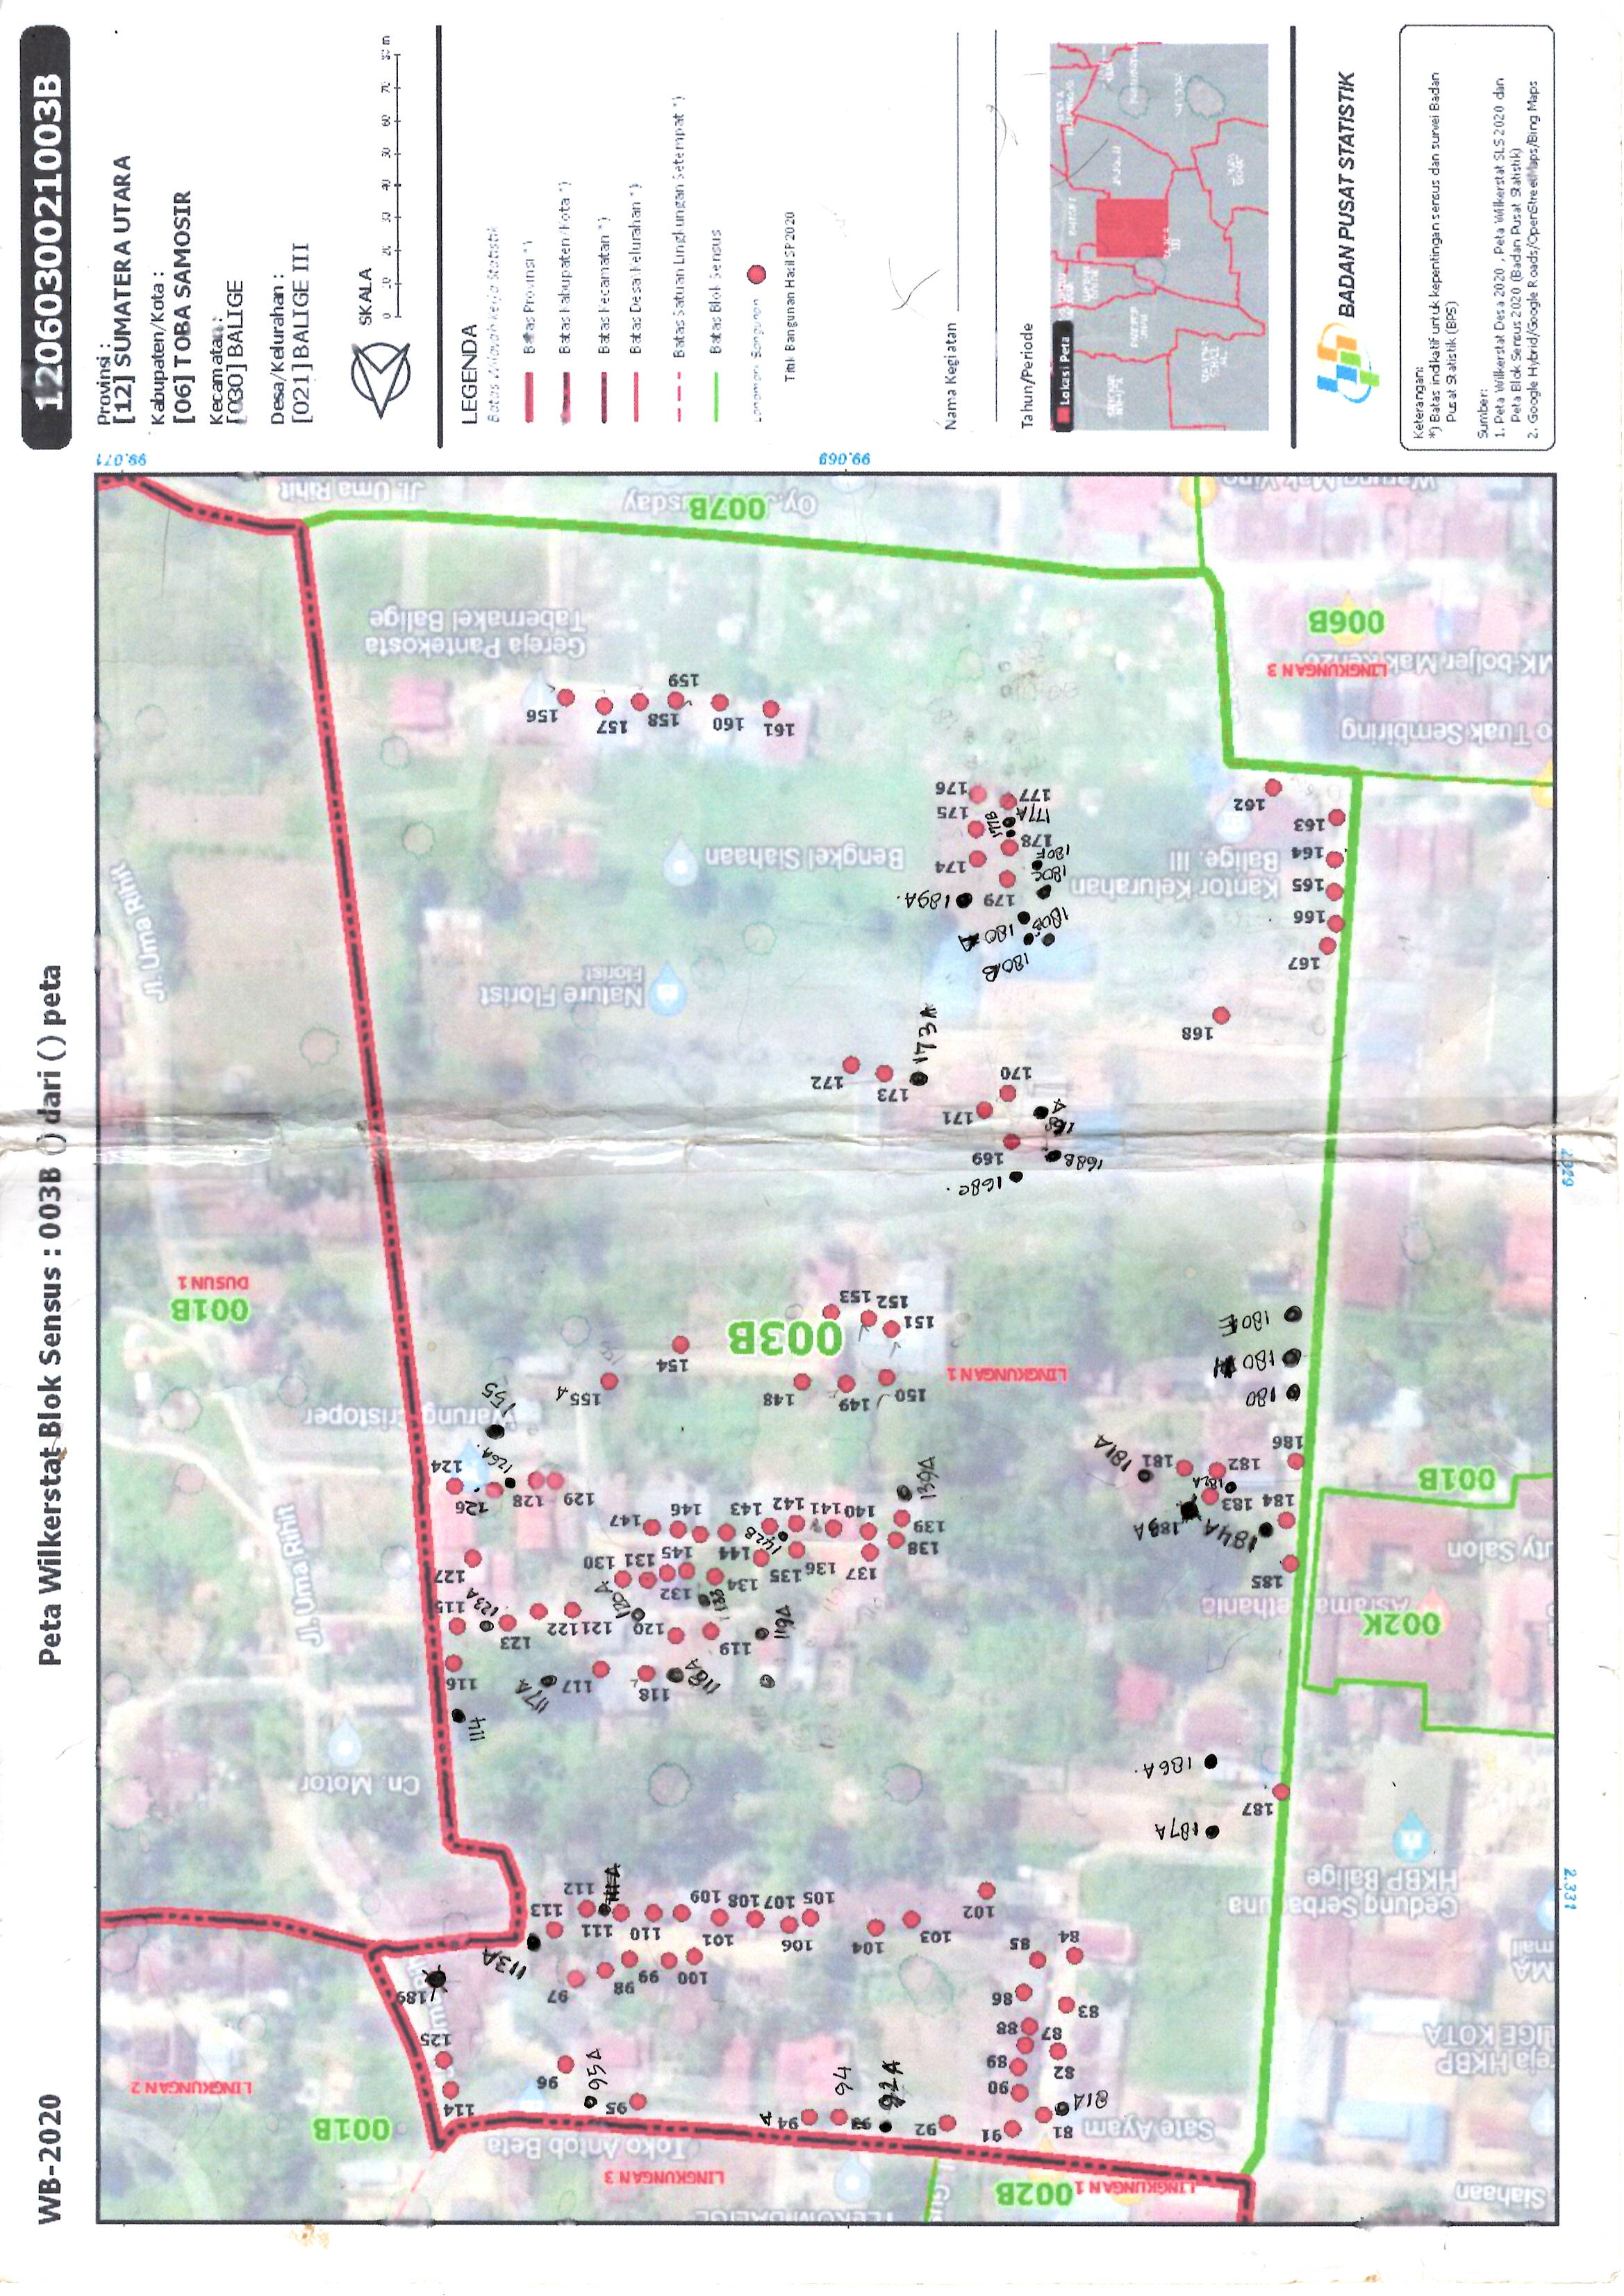 WB-2020
Peta Wilkerstat Blok Sensus : 003B () dari () peta
Siahaan
LINGKUNGAN 1
002B
TELEKOM BALIGE
LINGKUNGAN 3
Toko Antob Beta
001B
LINGKUNGAN 2
Sate Ayam
81
91
92
93
94 A
95
96
114
81A
90
92A
94
95A
82
89
125
87
88
83
86
189
84
85
97
98
99
100
113A
103
104
106
101
110
111
113
102
105
107
108
109
111A
112
HKBP
LIGE KOTA
MA
Gedung Serbaguna
HKBP Balige
2.331
187A
187
186A.
Cn. Motor
114
118A
118
117
117A
116
119
119A
120
120A
121
122
123
123A
115
133
002K
Asrama Bethania
185
uty Salon
137
136
135
134
132
131
130
127
138
144
145
142B
139
140
141
142
143
146
147
139A
184A
183A
184
183
182A
182
181
181A
186
129
128
126
126A.
124
001B
Jl. Uma Rihit
Warung Cristoper
155
180
180H
180E
150
149
148
155 A
154
LINGKUNGAN 1
003B
151
152
153
001B
DUSUN 1
2.329
168C.
168B
169
168
A
171
170
173
172
173A
168
Nature Florist
Florist
Jl. Uma Rihit
167
166
165
164
163
162
180B
180A
179
189A.
180C
180F
174
178
177B
177A
175
177
176
Kantor Kelurahan
Balige. III
Bengkel Siahaan
o Tuak Sembiring
161
160
158
157
156
159
LINGKUNGAN 3
006B
Gereja Pantekosta
Tabernakel Balige
007B
Jl. Uma Rihit
Warung Mak Vino
99.069
99.071
1206030021003B
Provinsi :
[12] SUMATERA UTARA
Kabupaten/Kota :
[06] TOBA SAMOSIR
Kecamatan :
[030] BALIGE
Desa/Kelurahan :
[021] BALIGE III
SKALA
0 10 20 30 40 50 60 70 80 m
LEGENDA
Batas Wilayah Kerja Statistik
Batas Provinsi *)
Batas Kabupaten/Kota *)
Batas Kecamatan *)
Batas Desa/Kelurahan *)
Batas Satuan Lingkungan Setempat *)
Batas Blok Sensus
Landmark Bangunan
Titik Bangunan Hasil SP2020
Nama Kegiatan
Tahun/Periode
Lokasi Peta
BADAN PUSAT STATISTIK
Keterangan:
*) Batas indikatif untuk kepentingan sensus dan survei Badan
Pusat Statistik (BPS)
Sumber:
1. Peta Wilkerstat Desa 2020, Peta Wilkerstat SLS 2020 dan
Peta Blok Sensus 2020 (Badan Pusat Statistik)
2. Google Hybrid/Google Roads/OpenStreetMaps/Bing Maps